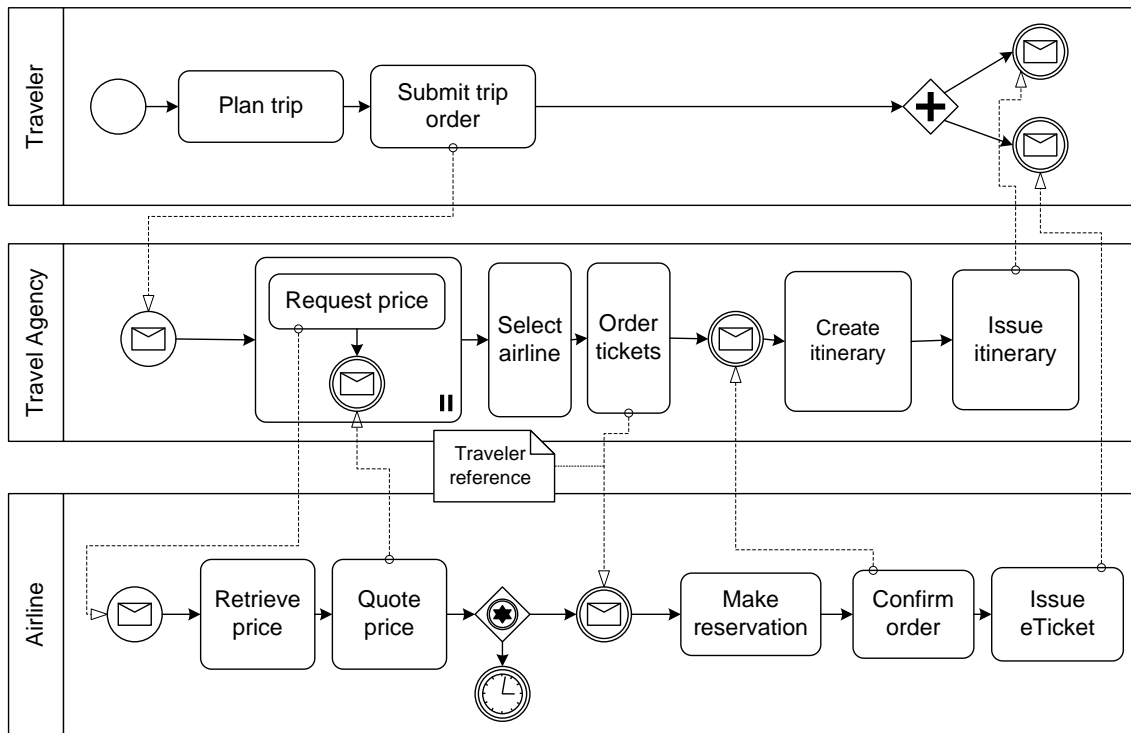 Traveler
Plan trip
Submit trip
order
Travel Agency
Request price
Select
airline
Order
tickets
Create
itinerary
Issue
itinerary
Traveler
reference
Airline
Retrieve
price
Quote
price
Make
reservation
Confirm
order
Issue
eTicket